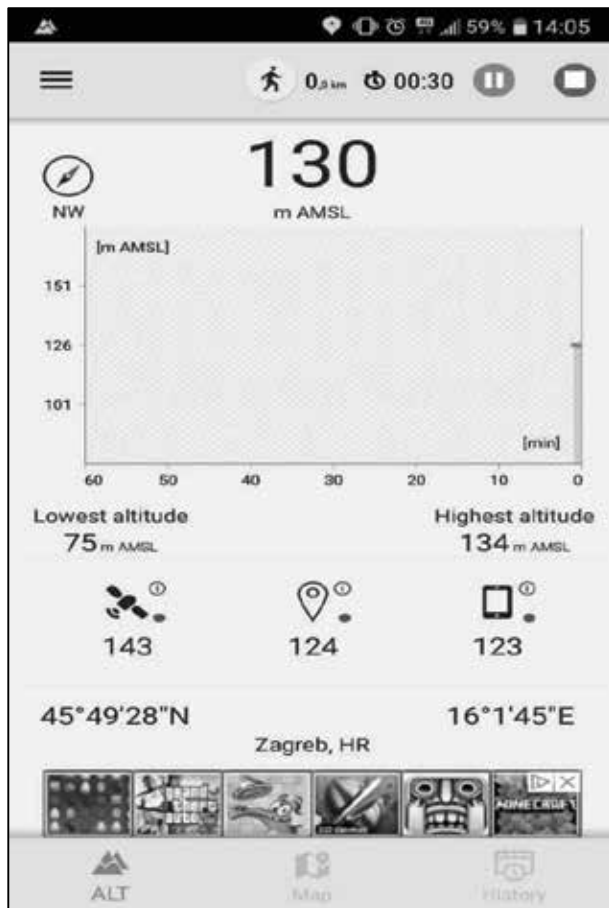 59% 14:05
0,0 km 00:30
130
NW
m AMSL
[m AMSL]
151
126
101
[min]
60 50 40 30 20 10 0
Lowest altitude Highest altitude
75 m AMSL 134 m AMSL
143 124 123
45°49'28"N 16°1'45"E
Zagreb, HR
MINECRAFT
ALT Map History